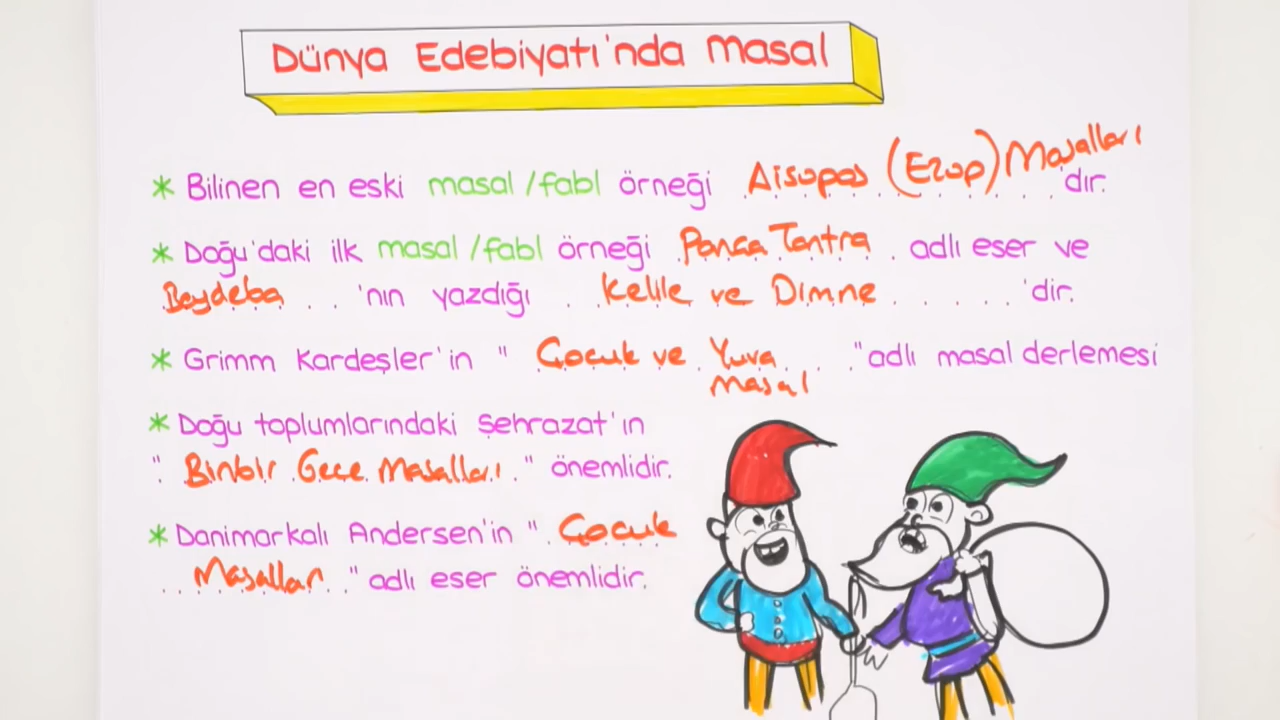 Dünya Edebiyatı'nda Masal
* Bilinen en eski masal/fabl örneği Aisopos (Ezop) Masalları'dır.
* Doğu'daki ilk masal/fabl örneği Panca Tantra adlı eser ve
Beydeba'nın yazdığı Kelile ve Dimne'dir.
* Grimm Kardeşler'in "Çocuk ve Yuva" adlı masal derlemesi
Masal
* Doğu toplumlarındaki Şehrazat'ın
"Binbir Gece Masalları" önemlidir.
* Danimarkalı Andersen'in "Çocuk
Masallar" adlı eser önemlidir.